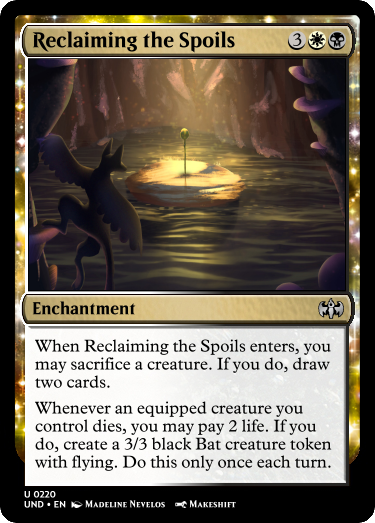 Reclaiming the Spoils 3
Enchantment
When Reclaiming the Spoils enters, you
may sacrifice a creature. If you do, draw
two cards.
Whenever an equipped creature you
control dies, you may pay 2 life. If you
do, create a 3/3 black Bat creature token
with flying. Do this only once each turn.
U 0220
UND • EN Madeline Nevelos Makeshift